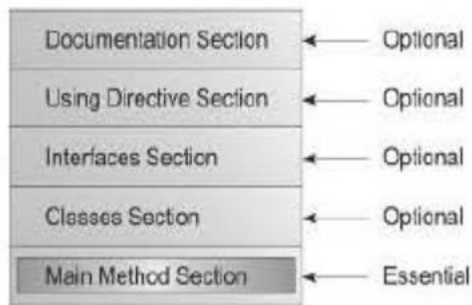 Documentation Section Optional
Using Directive Section Optional
Interfaces Section Optional
Classes Section Optional
Main Method Section Essential